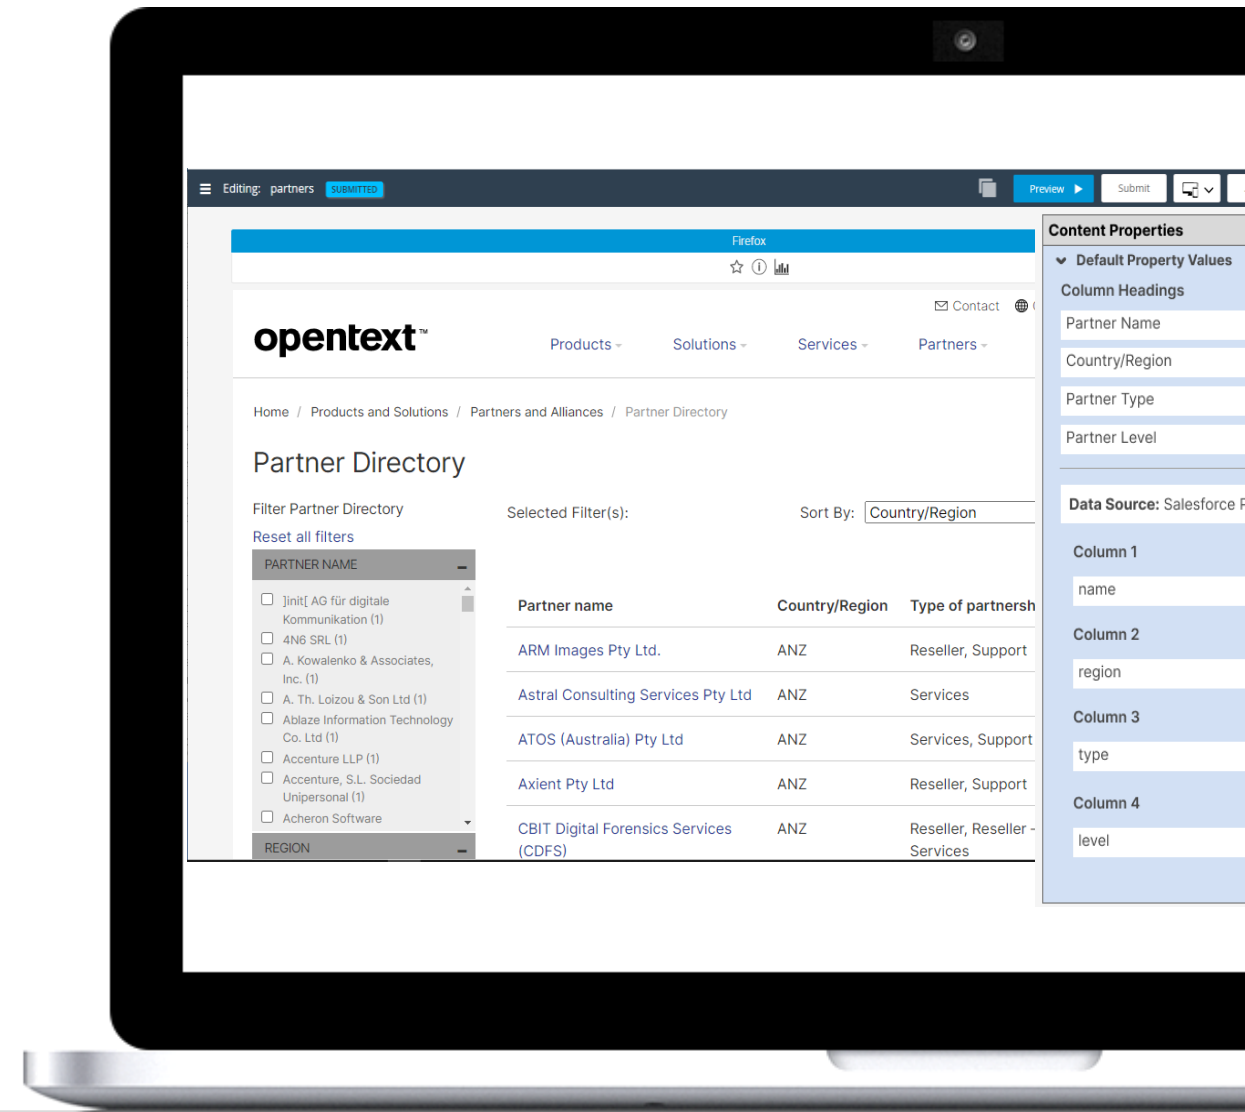 Editing: partners SUBMITTED
Preview
Submit
Firefox
Contact
opentext™
Products
Solutions
Services
Partners
Home / Products and Solutions / Partners and Alliances / Partner Directory
Partner Directory
Filter Partner Directory
Reset all filters
Selected Filter(s):
Sort By: Country/Region
PARTNER NAME
]init[ AG für digitale
Kommunikation (1)
4N6 SRL (1)
A. Kowalenko & Associates,
Inc. (1)
A. Th. Loizou & Son Ltd (1)
Ablaze Information Technology
Co. Ltd (1)
Accenture LLP (1)
Accenture, S.L. Sociedad
Unipersonal (1)
Acheron Software
REGION
Partner name Country/Region Type of partnersh
ARM Images Pty Ltd. ANZ Reseller, Support
Astral Consulting Services Pty Ltd ANZ Services
ATOS (Australia) Pty Ltd ANZ Services, Support
Axient Pty Ltd ANZ Reseller, Support
CBIT Digital Forensics Services ANZ Reseller, Reseller -
(CDFS) Services
Content Properties
Default Property Values
Column Headings
Partner Name
Country/Region
Partner Type
Partner Level
Data Source: Salesforce
Column 1
name
Column 2
region
Column 3
type
Column 4
level